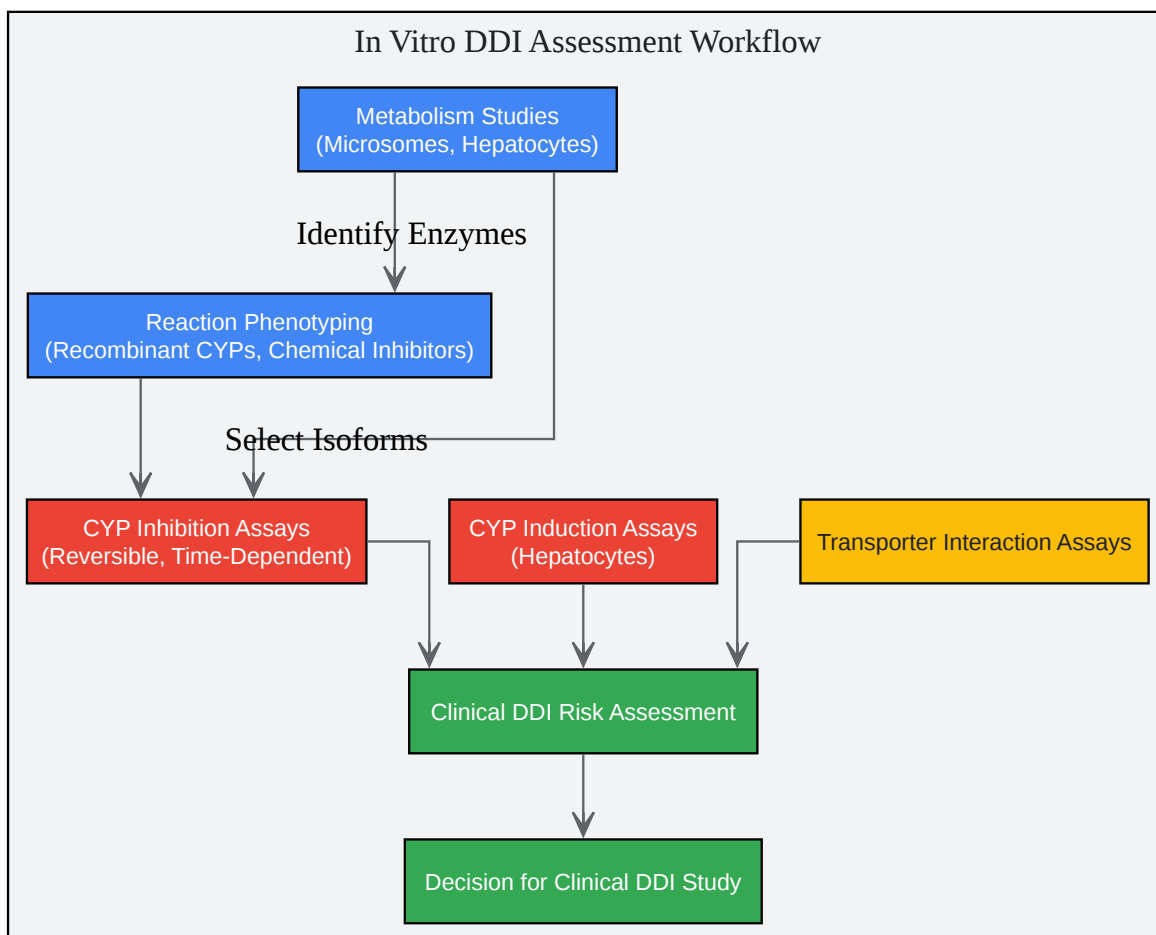 In Vitro DDI Assessment Workflow
Metabolism Studies
(Microsomes, Hepatocytes)
Identify Enzymes
Reaction Phenotyping
(Recombinant CYPs, Chemical Inhibitors)
Select Isoforms
CYP Inhibition Assays
(Reversible, Time-Dependent)
CYP Induction Assays
(Hepatocytes)
Transporter Interaction Assays
Clinical DDI Risk Assessment
Decision for Clinical DDI Study